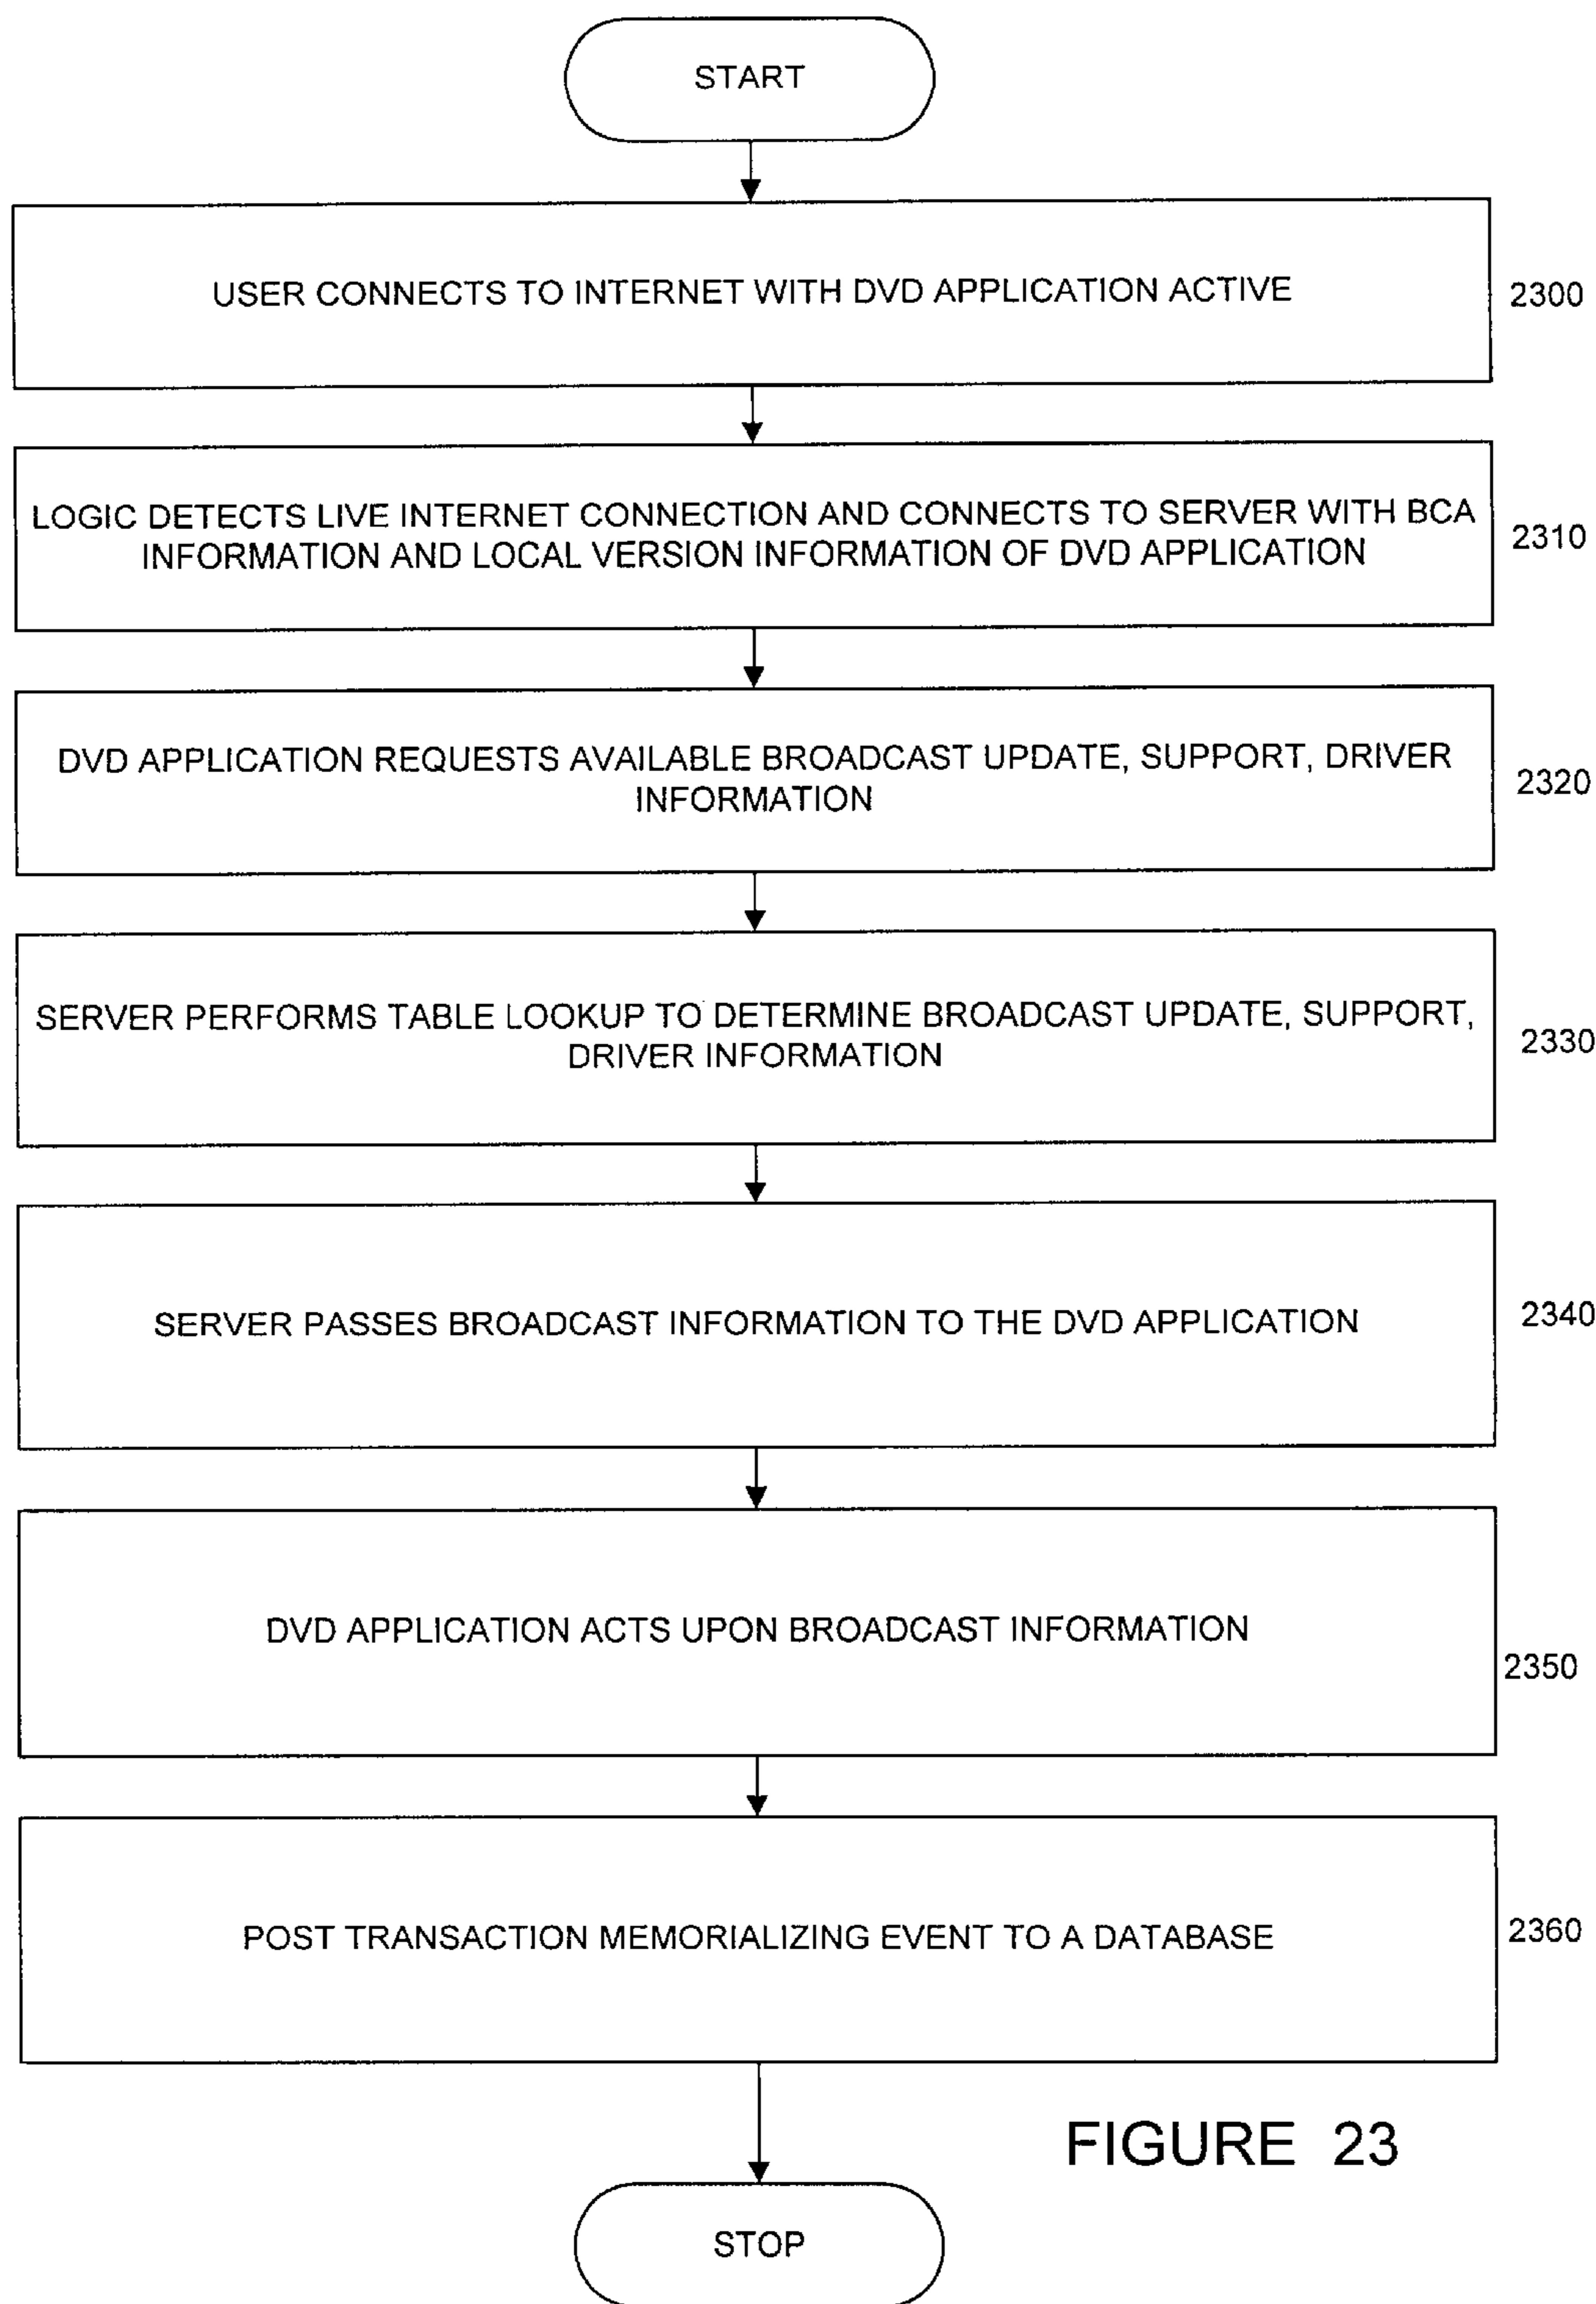 START
USER CONNECTS TO INTERNET WITH DVD APPLICATION ACTIVE
2300
LOGIC DETECTS LIVE INTERNET CONNECTION AND CONNECTS TO SERVER WITH BCA
INFORMATION AND LOCAL VERSION INFORMATION OF DVD APPLICATION
2310
DVD APPLICATION REQUESTS AVAILABLE BROADCAST UPDATE, SUPPORT, DRIVER
INFORMATION
2320
SERVER PERFORMS TABLE LOOKUP TO DETERMINE BROADCAST UPDATE, SUPPORT,
DRIVER INFORMATION
2330
SERVER PASSES BROADCAST INFORMATION TO THE DVD APPLICATION
2340
DVD APPLICATION ACTS UPON BROADCAST INFORMATION
2350
POST TRANSACTION MEMORIALIZING EVENT TO A DATABASE
2360
FIGURE 23
STOP